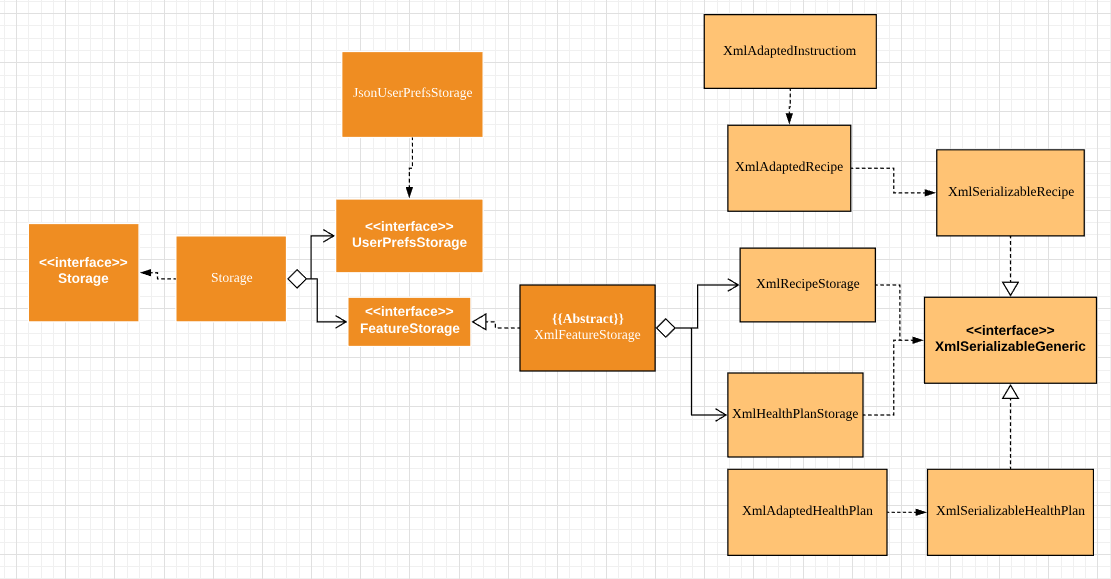 XmlAdaptedInstructiom
JsonUserPrefsStorage
XmlAdaptedRecipe
XmlSerializableRecipe
<<interface>>
UserPrefsStorage
<<interface>>
Storage
Storage
XmlRecipeStorage
<<interface>>
FeatureStorage
{{Abstract}}
XmlFeatureStorage
<<interface>>
XmlSerializableGeneric
XmlHealthPlanStorage
XmlAdaptedHealthPlan
XmlSerializableHealthPlan